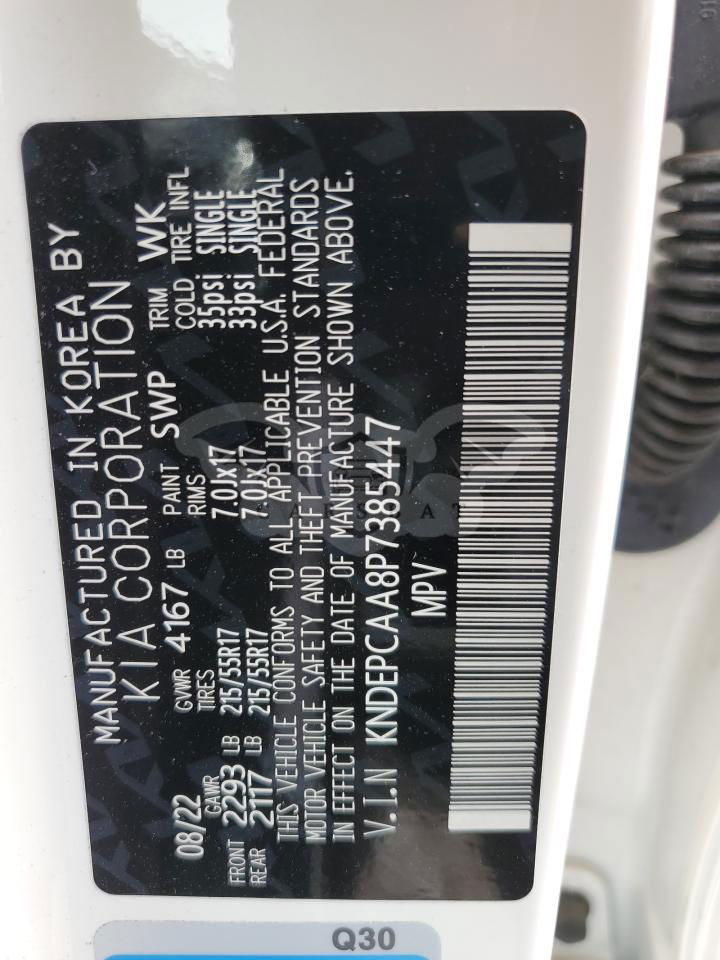 MANUFACTURED IN KOREA BY
KIA CORPORATION
08/22 GVWR 4167 LB PAINT SWP TRIM WK
GAWR TIRES RIMS COLD TIRE INFL
FRONT 2293 LB 215/55R17 7.0Jx17 35psi SINGLE
REAR 2117 LB 215/55R17 7.0Jx17 33psi SINGLE
THIS VEHICLE CONFORMS TO ALL APPLICABLE U.S.A. FEDERAL
MOTOR VEHICLE SAFETY AND THEFT PREVENTION STANDARDS
IN EFFECT ON THE DATE OF MANUFACTURE SHOWN ABOVE.
V.I.N KNDEPCAA8P7385447
MPV
Q30